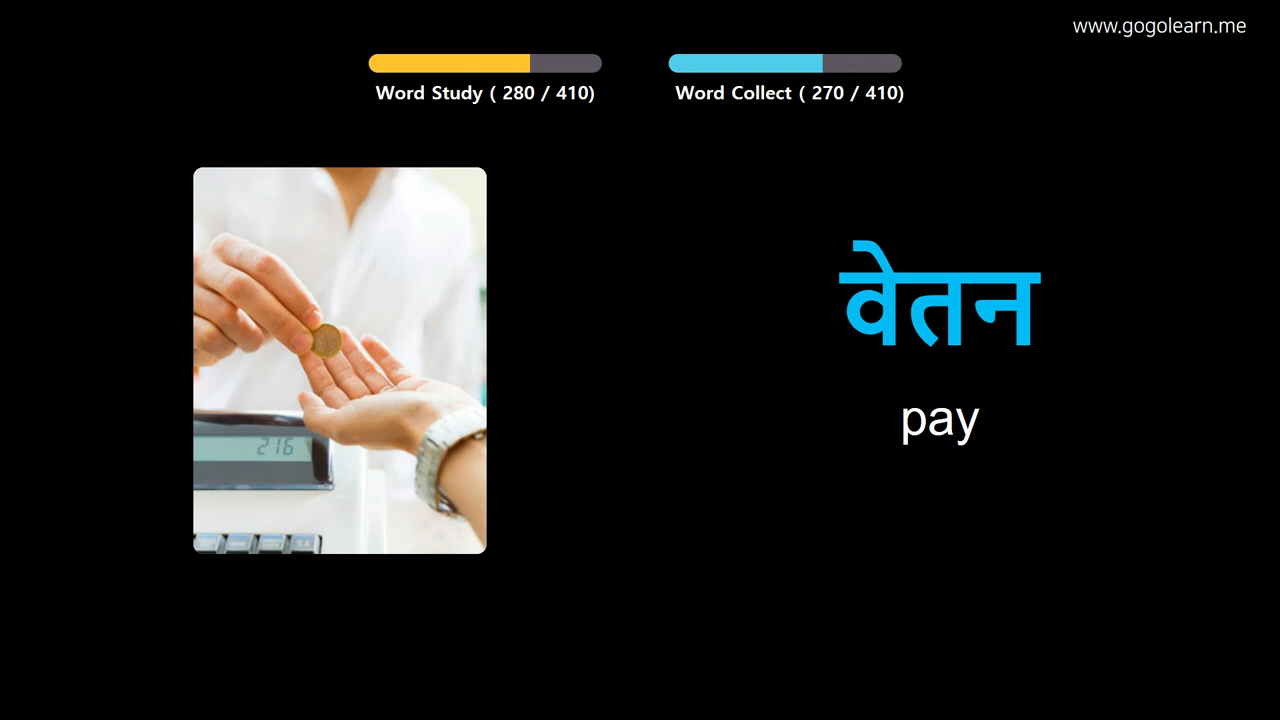 www.gogolearn.me
Word Study ( 280 / 410)
Word Collect ( 270 / 410)
वेतन
pay
216